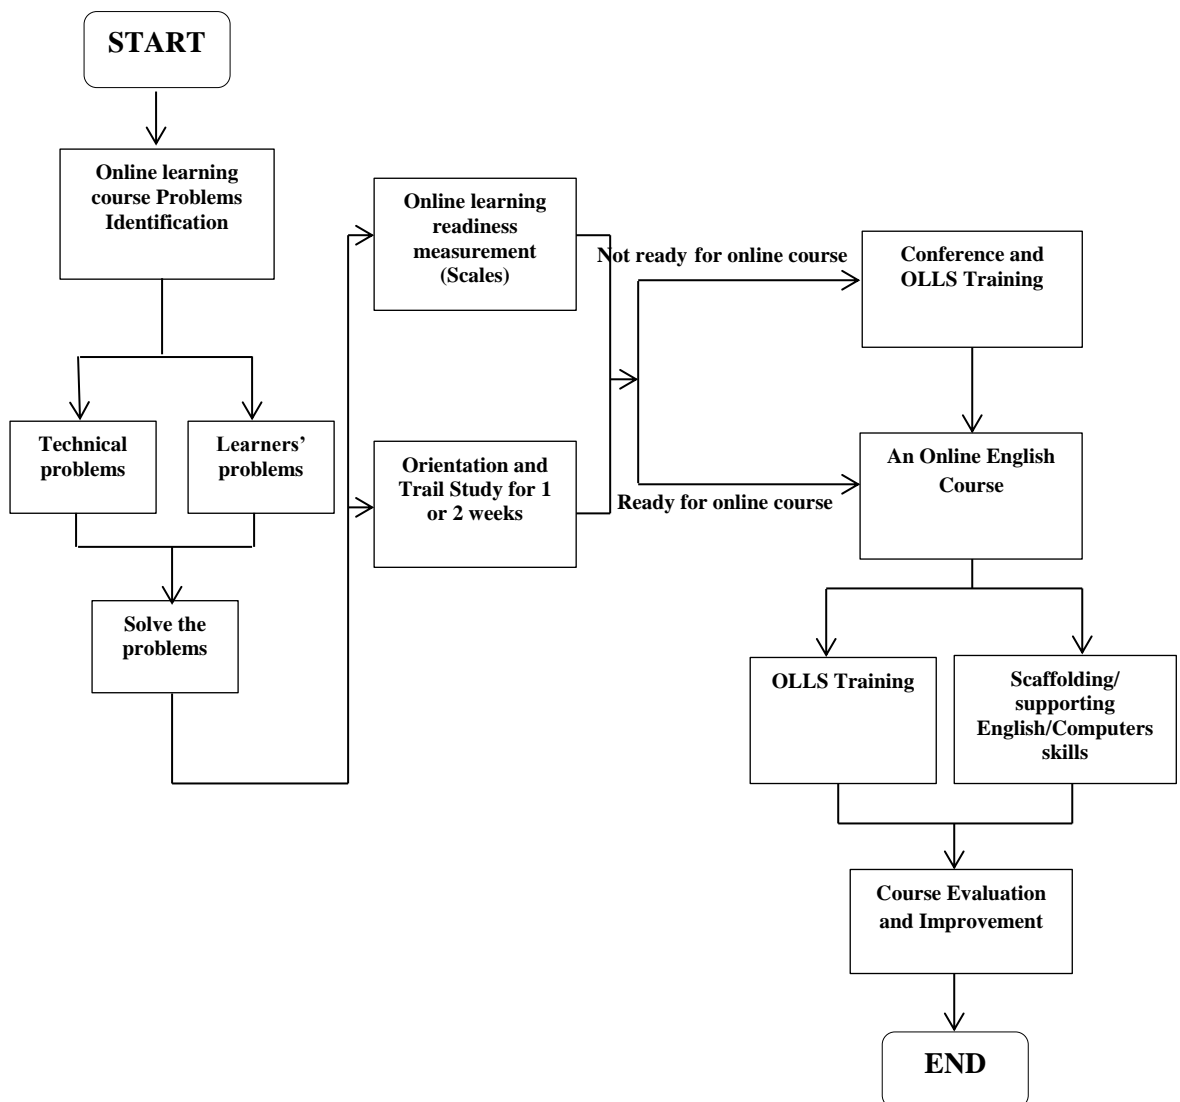 START
Online learning
course Problems
Identification
Technical
problems
Learners’
problems
Solve the
problems
Online learning
readiness
measurement
(Scales)
Orientation and
Trail Study for 1
or 2 weeks
Not ready for online course
Ready for online course
Conference and
OLLS Training
An Online English
Course
OLLS Training
Scaffolding/
supporting
English/Computers
skills
Course Evaluation
and Improvement
END